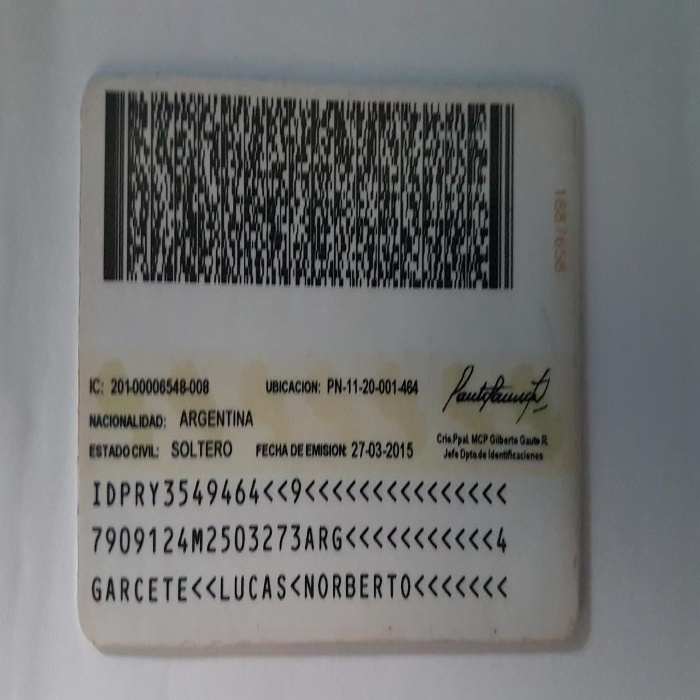 1887658
IC: 201-00006548-008 UBICACION: PN-11-20-001-464
NACIONALIDAD: ARGENTINA
ESTADO CIVIL: SOLTERO FECHA DE EMISION: 27-03-2015
Crio.Ppal. MCP Gilberto Gauto R.
Jefe Dpto.de Identificaciones
IDPRY3549464<<9<<<<<<<<<<<<<<<
7909124M2503273ARG<<<<<<<<<<<4
GARCETE<<LUCAS<NORBERTO<<<<<<<